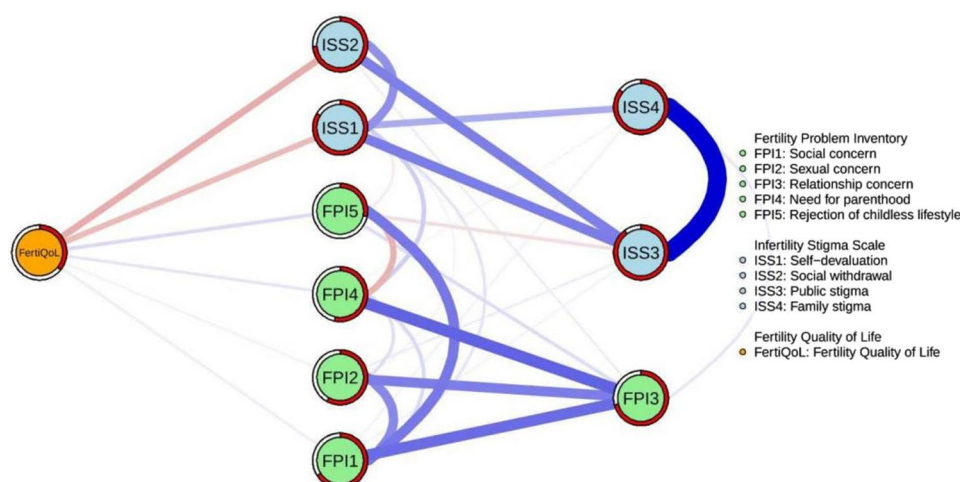 ISS2
ISS1
ISS4
FPI5
FertiQoL
ISS3
FPI4
FPI2
FPI3
FPI1
Fertility Problem Inventory
FPI1: Social concern
FPI2: Sexual concern
FPI3: Relationship concern
FPI4: Need for parenthood
FPI5: Rejection of childless lifestyle
Infertility Stigma Scale
ISS1: Self−devaluation
ISS2: Social withdrawal
ISS3: Public stigma
ISS4: Family stigma
Fertility Quality of Life
FertiQoL: Fertility Quality of Life